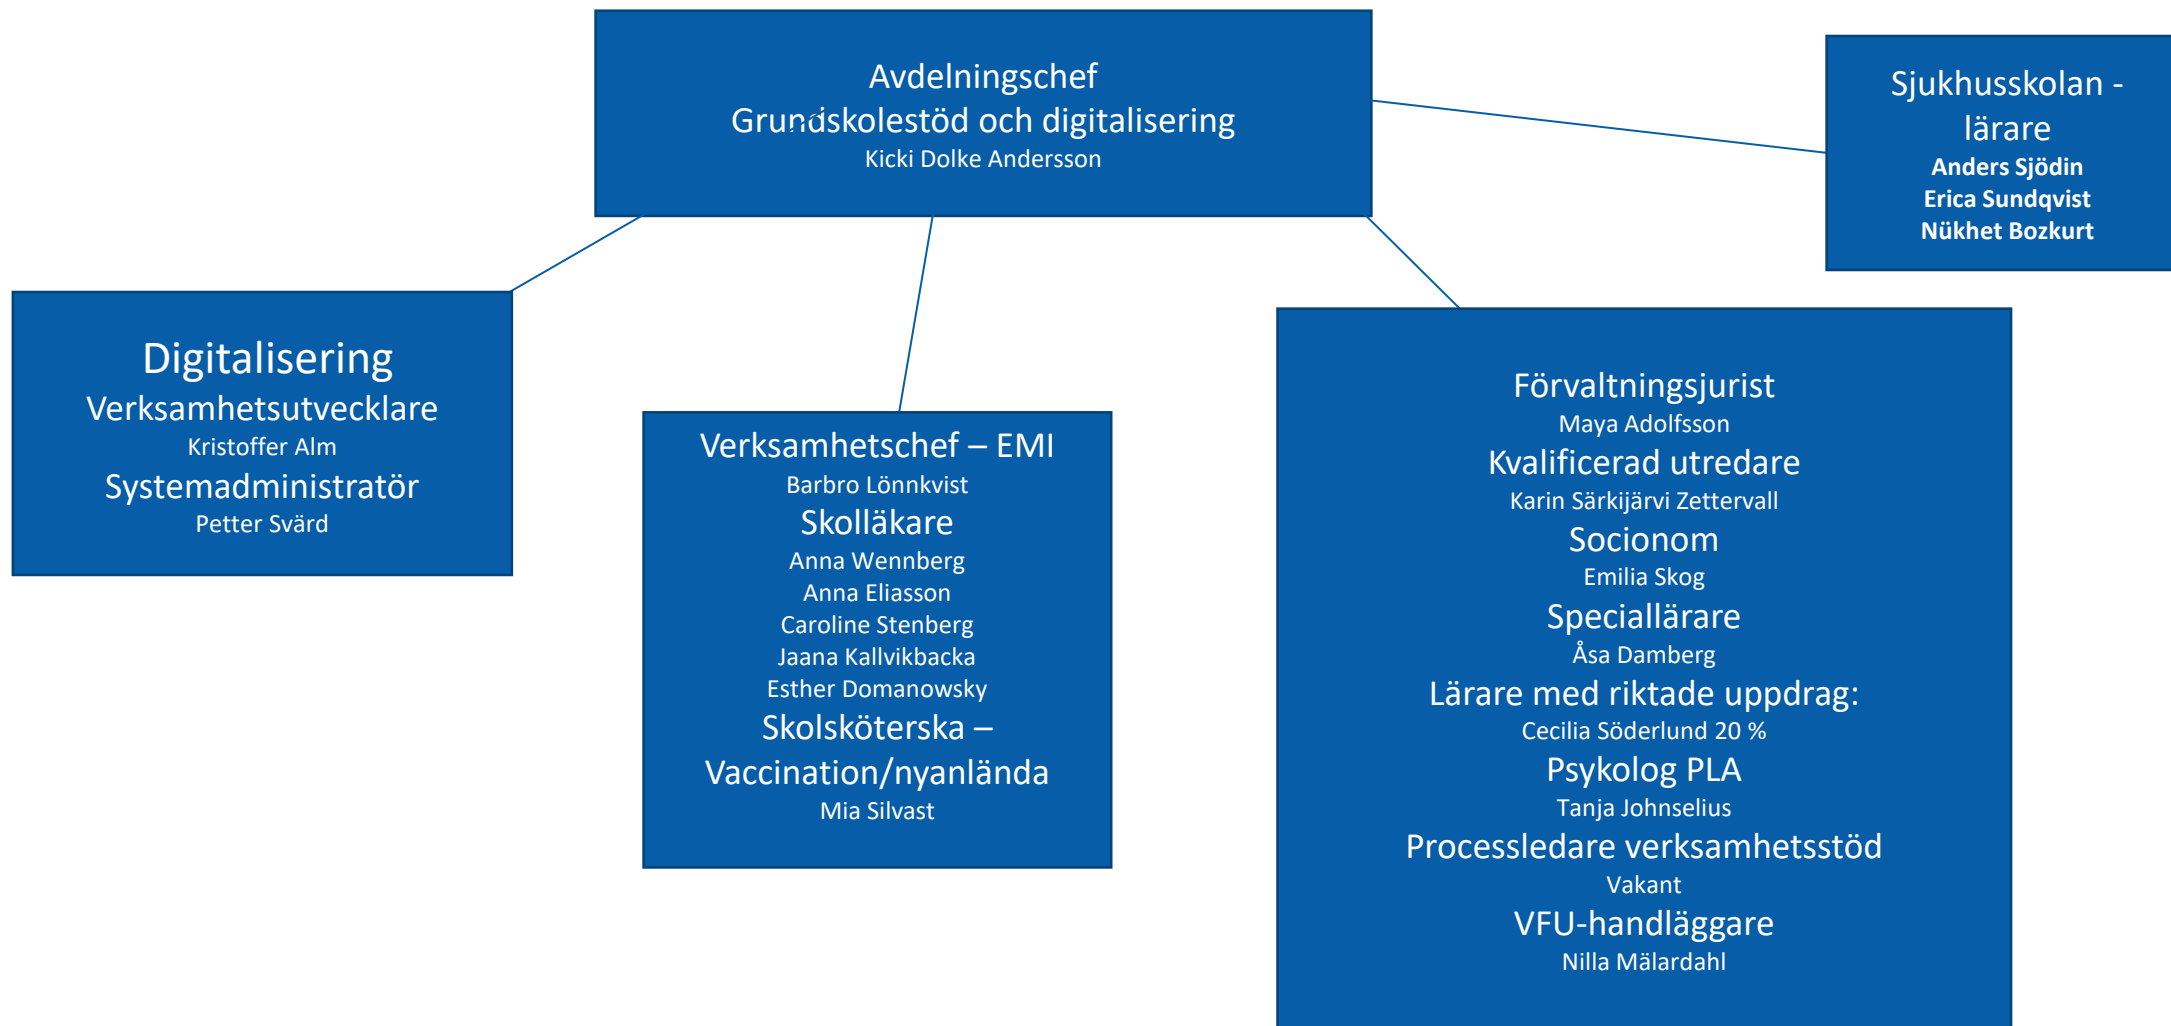 Avdelningschef
Grundskolestöd och digitalisering
Kicki Dolke Andersson
Sjukhusskolan -
lärare
Anders Sjödin
Erica Sundqvist
Nükhet Bozkurt
Digitalisering
Verksamhetsutvecklare
Kristoffer Alm
Systemadministratör
Petter Svärd
Verksamhetschef – EMI
Barbro Lönnkvist
Skolläkare
Anna Wennberg
Anna Eliasson
Caroline Stenberg
Jaana Kallvikbacka
Esther Domanowsky
Skolsköterska –
Vaccination/nyanlända
Mia Silvast
Förvaltningsjurist
Maya Adolfsson
Kvalificerad utredare
Karin Särkijärvi Zettervall
Socionom
Emilia Skog
Speciallärare
Åsa Damberg
Lärare med riktade uppdrag:
Cecilia Söderlund 20 %
Psykolog PLA
Tanja Johnselius
Processledare verksamhetsstöd
Vakant
VFU-handläggare
Nilla Mälardahl